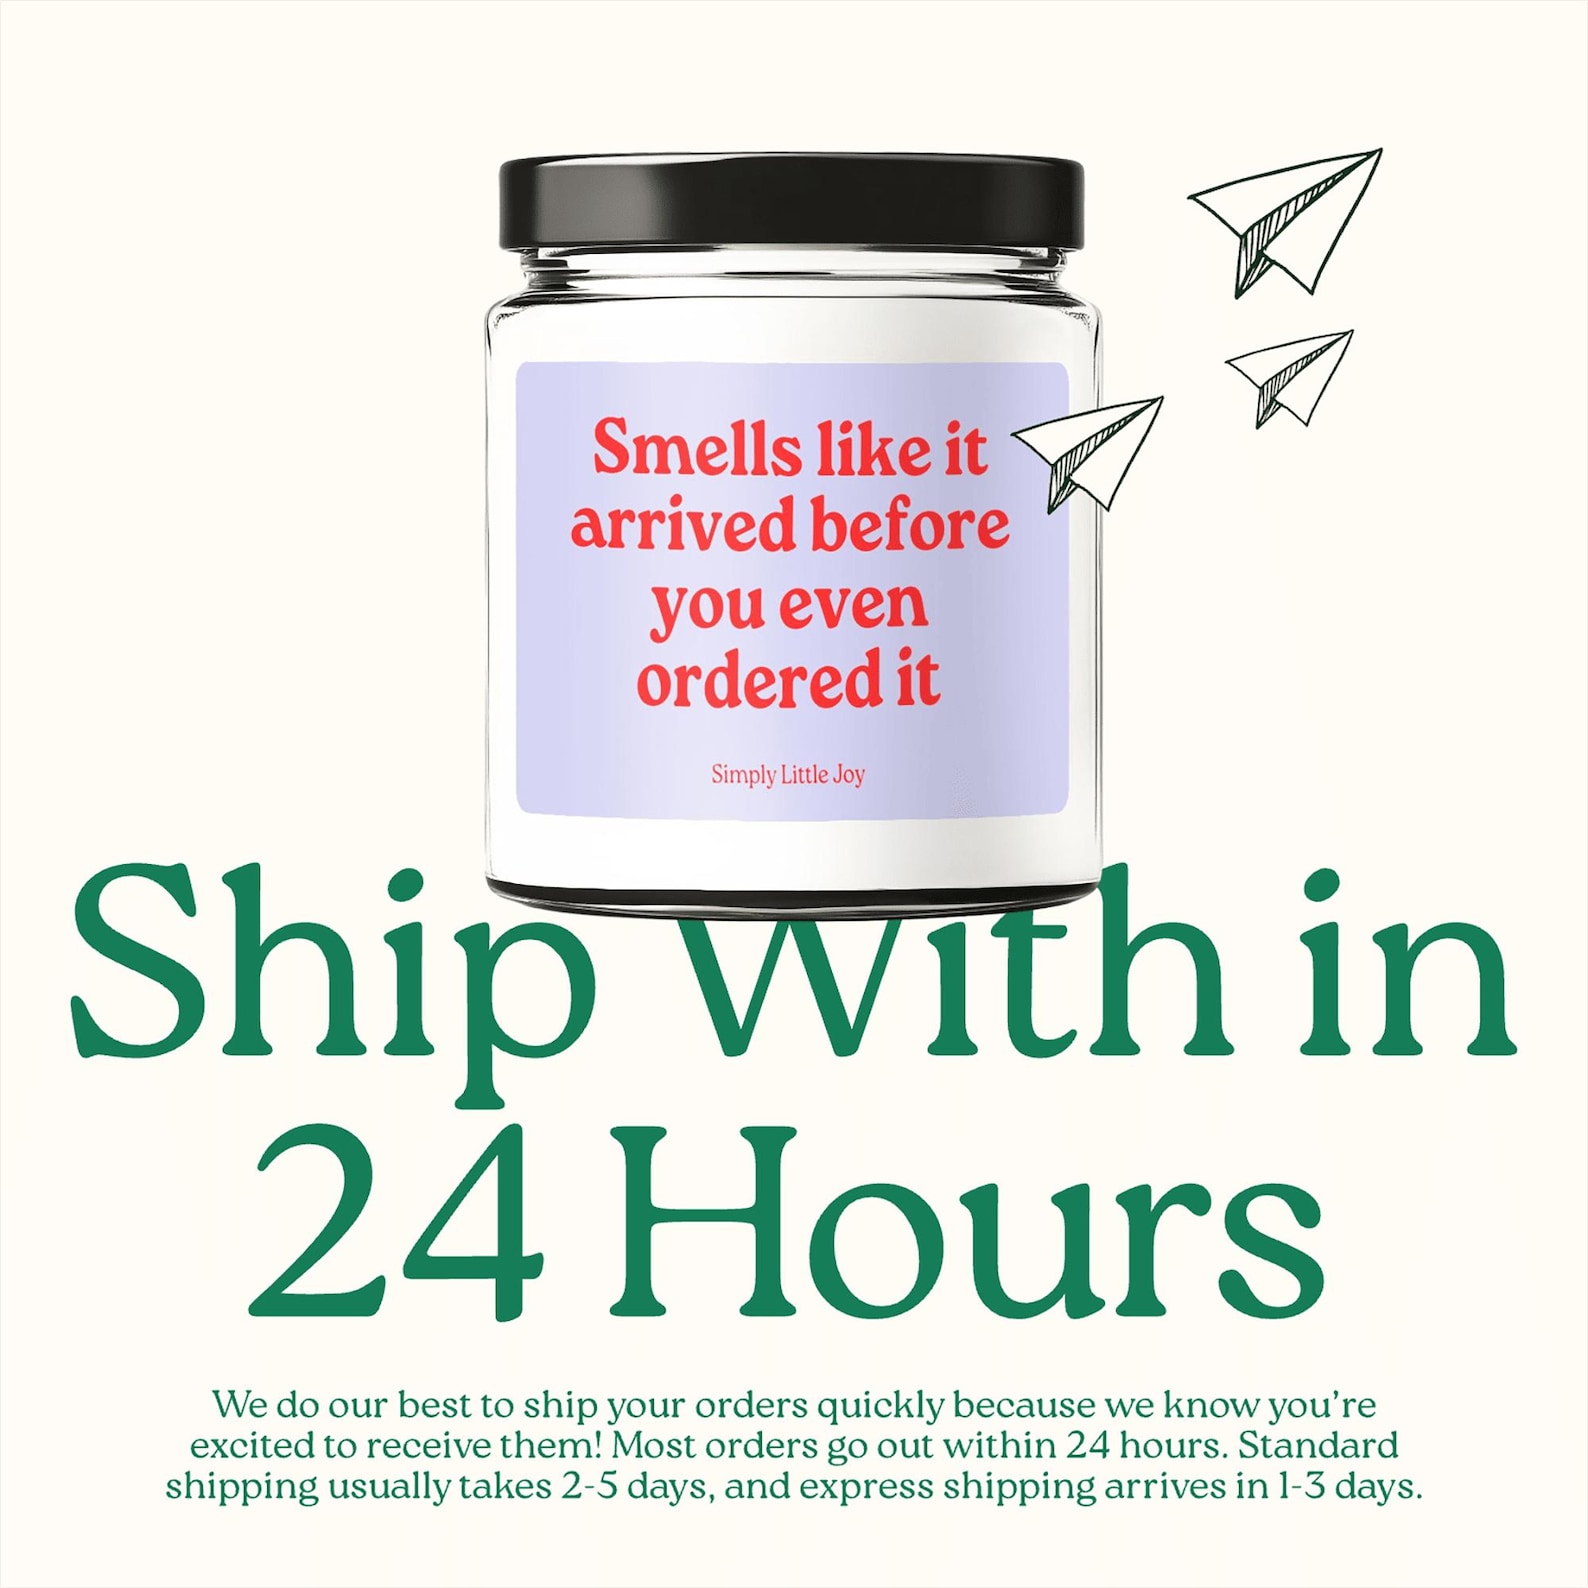 Smells like it
arrived before
you even
ordered it
Simply Little Joy
Ship With in
24 Hours
We do our best to ship your orders quickly because we know you're
excited to receive them! Most orders go out within 24 hours. Standard
shipping usually takes 2-5 days, and express shipping arrives in 1-3 days.